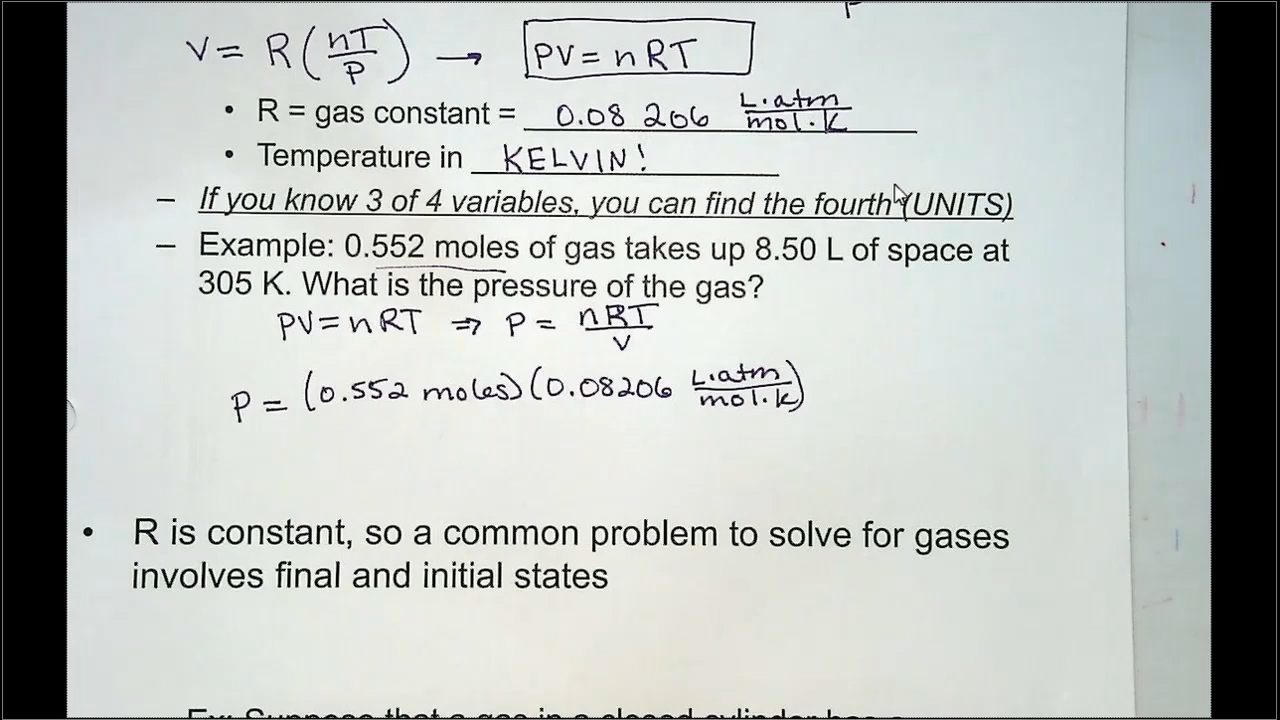 V = R (nT/P) → PV = nRT
• R = gas constant = 0.08 206 L·atm/mol·K
• Temperature in KELVIN!
– If you know 3 of 4 variables, you can find the fourth (UNITS)
– Example: 0.552 moles of gas takes up 8.50 L of space at
305 K. What is the pressure of the gas?
PV = nRT ⇒ P = nRT/V
P = (0.552 moles) (0.08206 L·atm/mol·K)
• R is constant, so a common problem to solve for gases
involves final and initial states